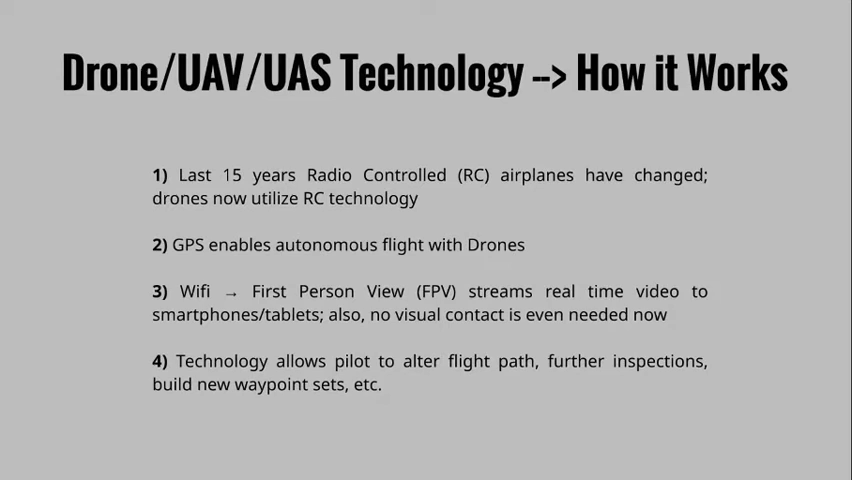 Drone/UAV/UAS Technology --> How it Works
1) Last 15 years Radio Controlled (RC) airplanes have changed;
drones now utilize RC technology
2) GPS enables autonomous flight with Drones
3) Wifi → First Person View (FPV) streams real time video to
smartphones/tablets; also, no visual contact is even needed now
4) Technology allows pilot to alter flight path, further inspections,
build new waypoint sets, etc.